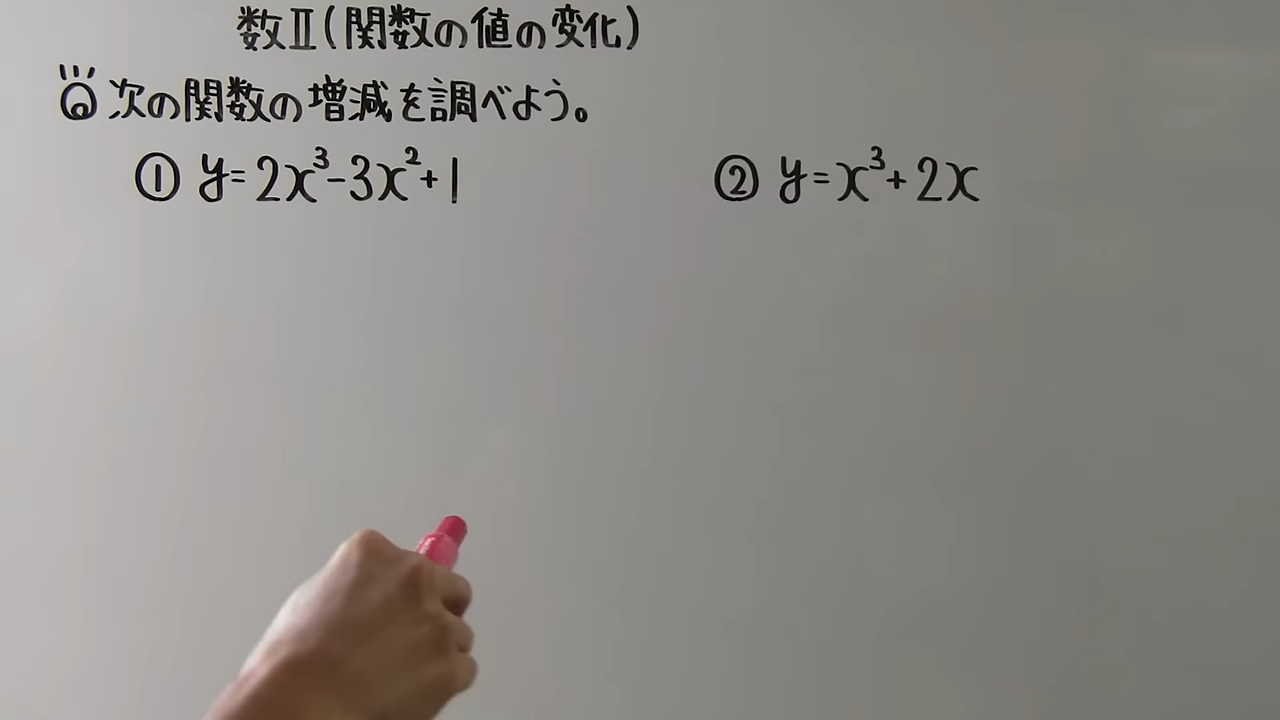 数Ⅱ(関数の値の変化)
Q 次の関数の増減を調べよう。
① y=2x³-3x²+1
② y=x³+2x